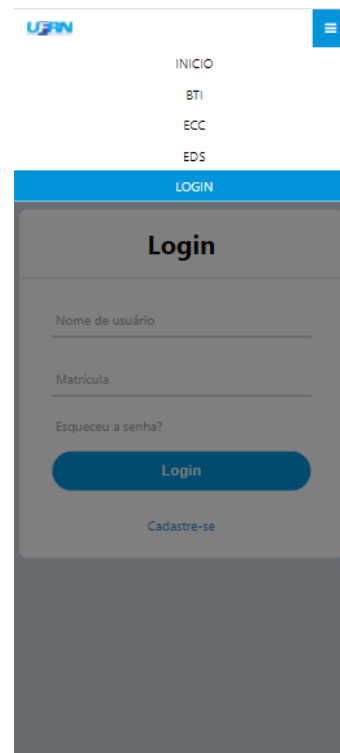 UFRN
INICIO
BTI
ECC
EDS
LOGIN
Login
Nome de usuário
Matrícula
Esqueceu a senha?
Login
Cadastre-se